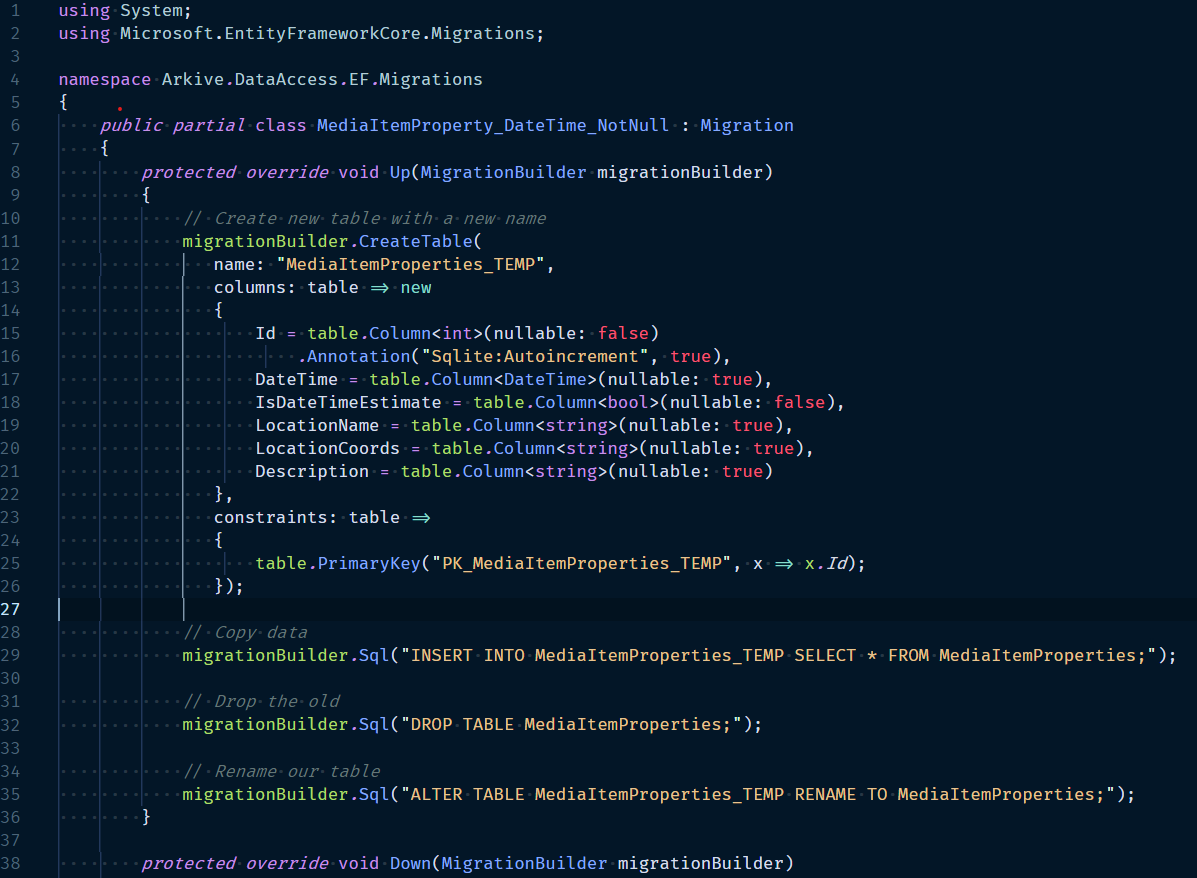 1 using System;
2 using Microsoft.EntityFrameworkCore.Migrations;
3
4 namespace Arkive.DataAccess.EF.Migrations
5 {
6     public partial class MediaItemProperty_DateTime_NotNull : Migration
7     {
8         protected override void Up(MigrationBuilder migrationBuilder)
9         {
10             // Create new table with a new name
11             migrationBuilder.CreateTable(
12                name: "MediaItemProperties_TEMP",
13                columns: table => new
14                {
15                    Id = table.Column<int>(nullable: false)
16                        .Annotation("Sqlite:Autoincrement", true),
17                    DateTime = table.Column<DateTime>(nullable: true),
18                    IsDateTimeEstimate = table.Column<bool>(nullable: false),
19                    LocationName = table.Column<string>(nullable: true),
20                    LocationCoords = table.Column<string>(nullable: true),
21                    Description = table.Column<string>(nullable: true)
22                },
23                constraints: table =>
24                {
25                    table.PrimaryKey("PK_MediaItemProperties_TEMP", x => x.Id);
26                });
27
28             // Copy data
29             migrationBuilder.Sql("INSERT INTO MediaItemProperties_TEMP SELECT * FROM MediaItemProperties;");
30
31             // Drop the old
32             migrationBuilder.Sql("DROP TABLE MediaItemProperties;");
33
34             // Rename our table
35             migrationBuilder.Sql("ALTER TABLE MediaItemProperties_TEMP RENAME TO MediaItemProperties;");
36         }
37
38         protected override void Down(MigrationBuilder migrationBuilder)